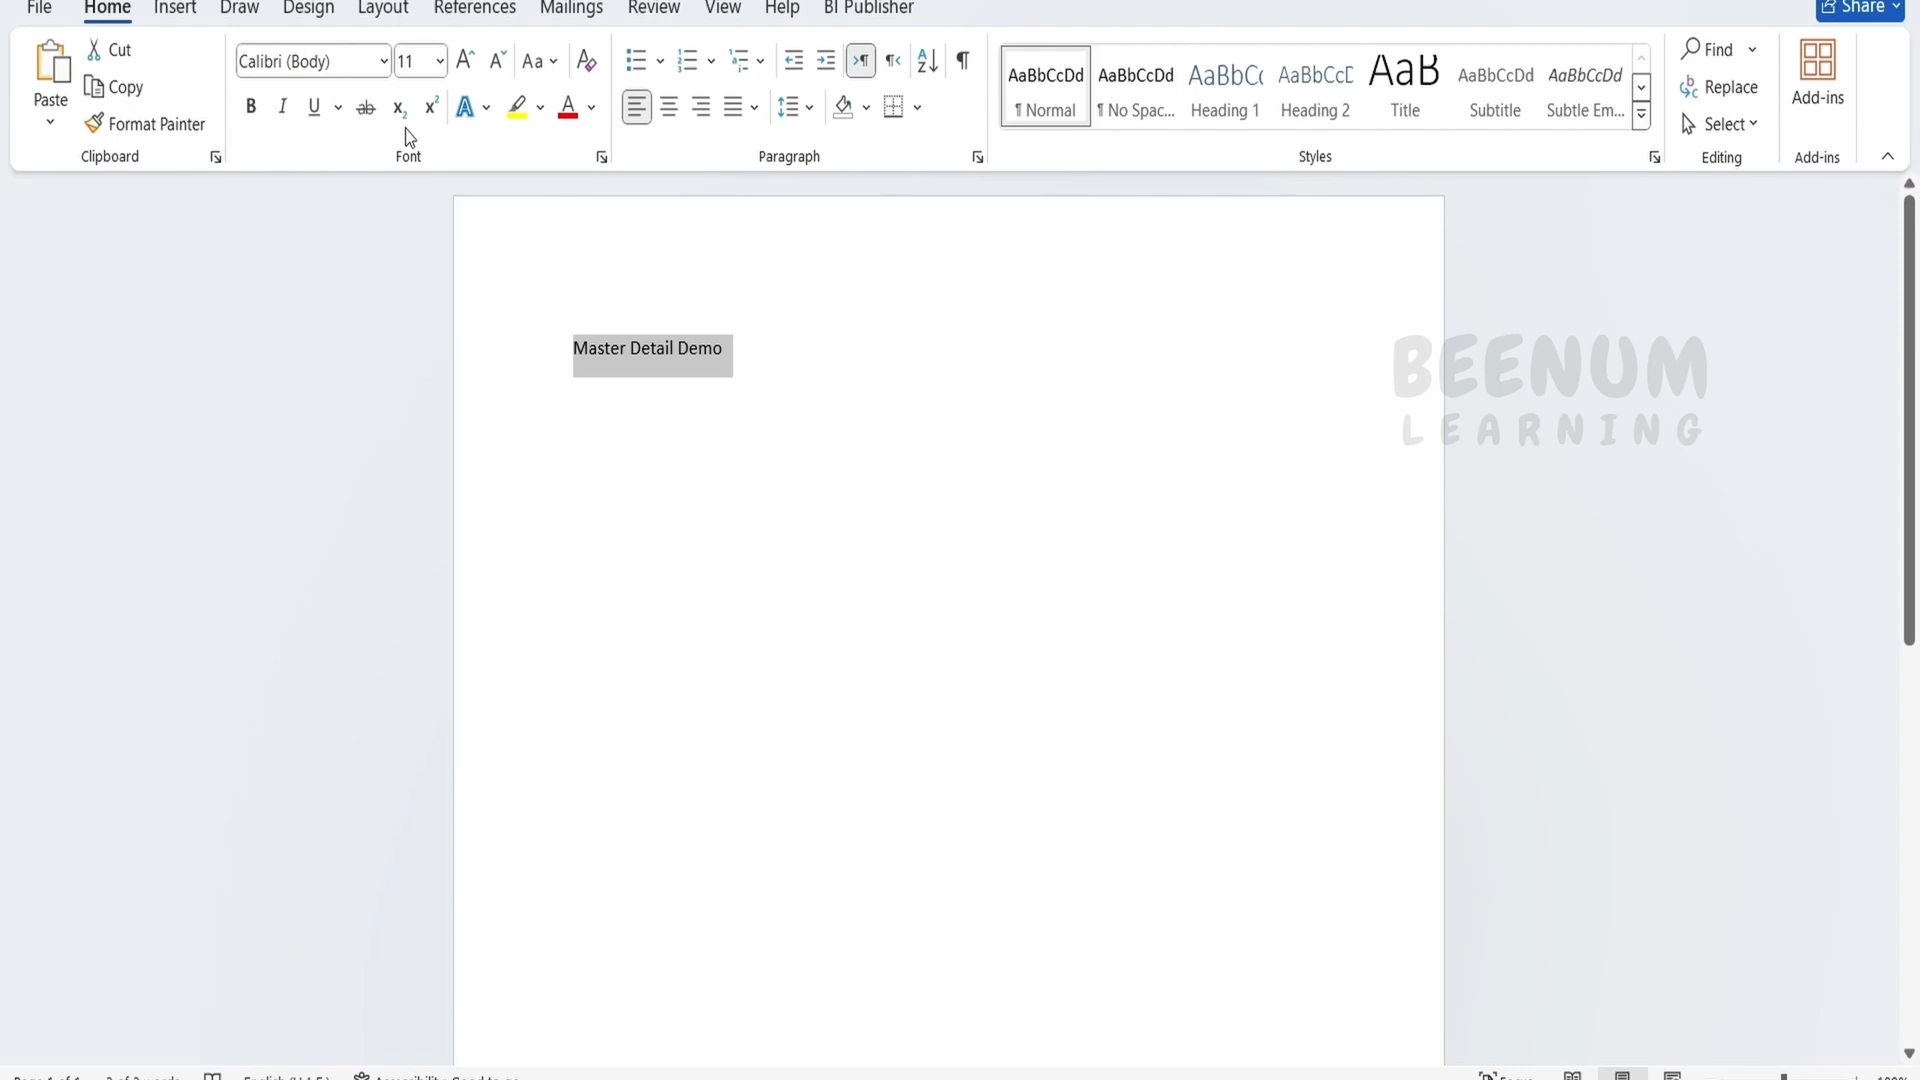 File Home Insert Draw Design Layout References Mailings Review View Help BI Publisher Share
Paste
Cut
Copy
Format Painter
Clipboard
Calibri (Body) 11
Font
Paragraph
AaBbCcDd AaBbCcDd AaBbC AaBbCc AaB AaBbCcDd AaBbCcDd
¶ Normal ¶ No Spac... Heading 1 Heading 2 Title Subtitle Subtle Em...
Styles
Find
Replace
Select
Editing
Add-ins
Add-ins
Master Detail Demo
BEENUM
LEARNING